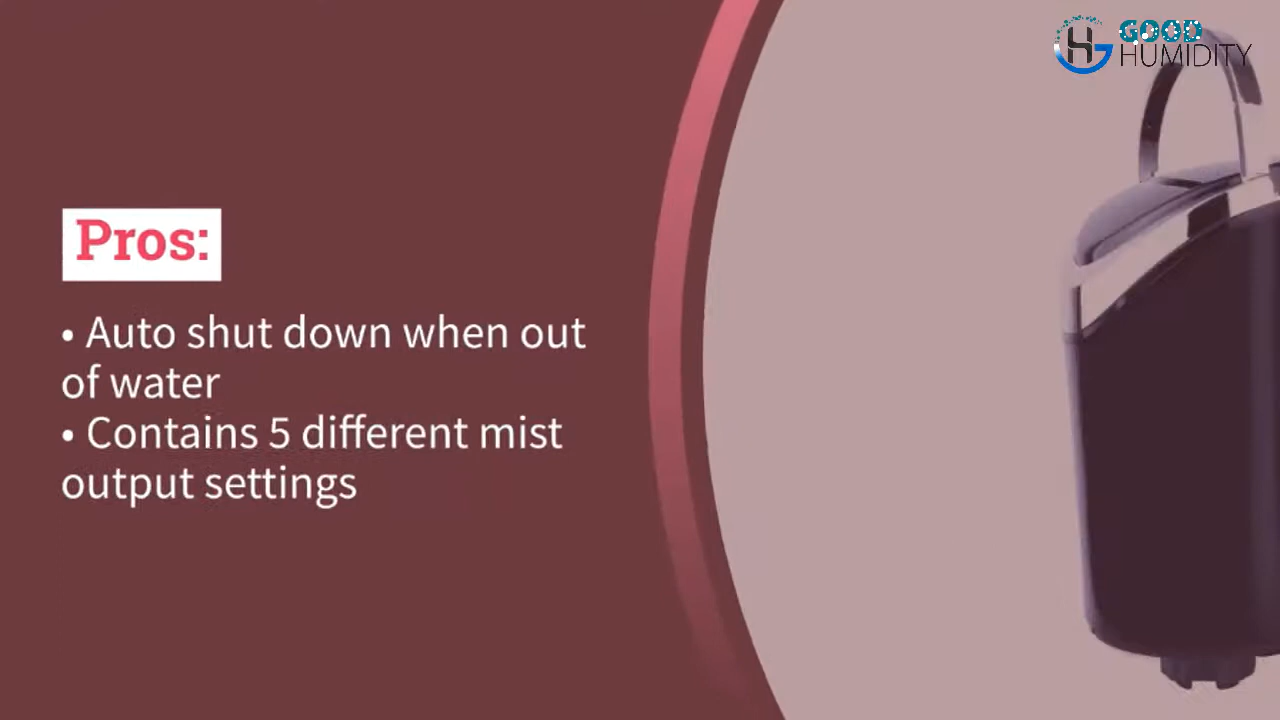 GOOD
HUMIDITY
Pros:
• Auto shut down when out
of water
• Contains 5 different mist
output settings